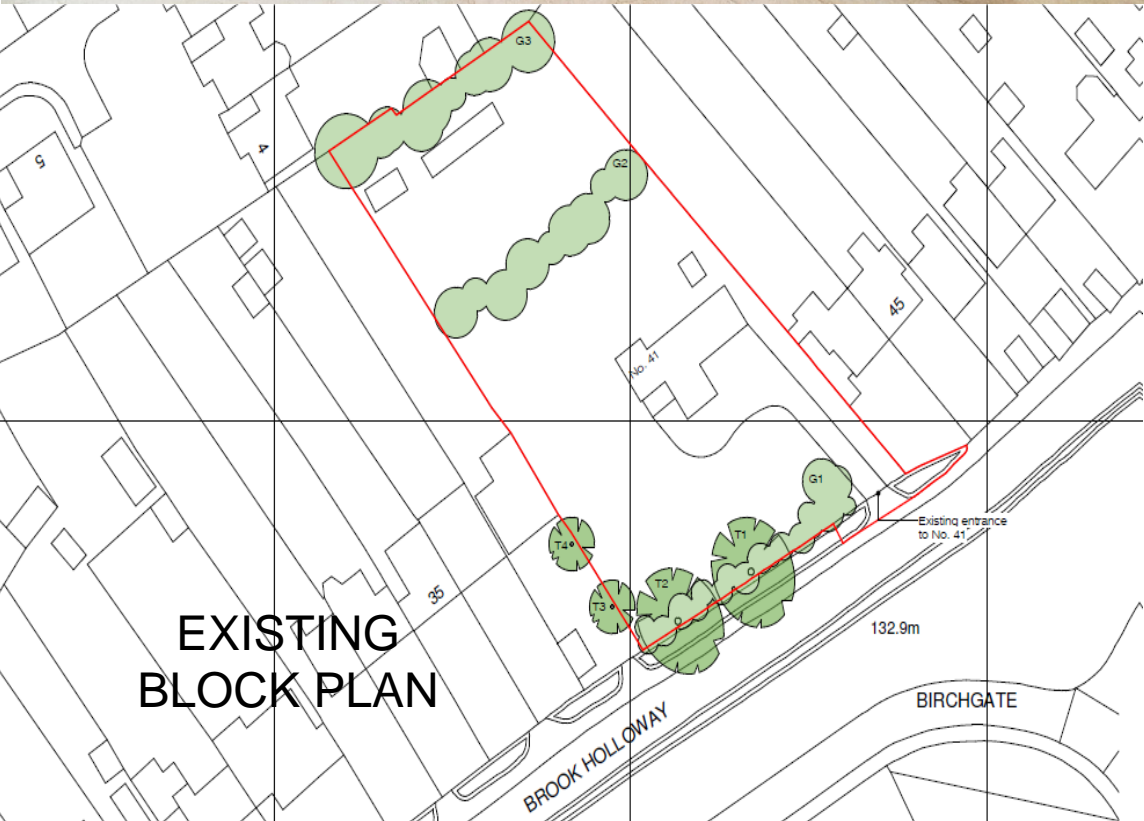 G3
4
5
G2
45
No. 41
G1
Existing entrance
to No. 41
T1
T4
T2
T3
35
132.9m
EXISTING
BLOCK PLAN
BIRCHGATE
BROOK HOLLOWAY